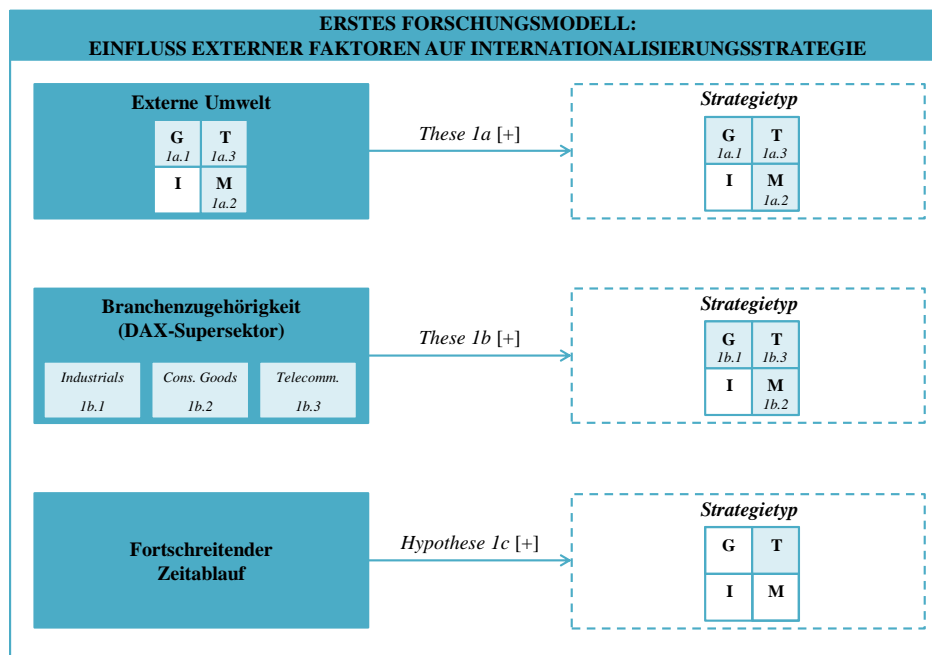 ERSTES FORSCHUNGSMODELL:
EINFLUSS EXTERNER FAKTOREN AUF INTERNATIONALISIERUNGSSTRATEGIE
Externe Umwelt
G T
1a.1 1a.3
I M
1a.2
These 1a [+]
Strategietyp
G T
1a.1 1a.3
I M
1a.2
Branchenzugehörigkeit
(DAX-Supersektor)
Industrials Cons. Goods Telecomm.
1b.1 1b.2 1b.3
These 1b [+]
Strategietyp
G T
1b.1 1b.3
I M
1b.2
Fortschreitender
Zeitablauf
Hypothese 1c [+]
Strategietyp
G T
I M